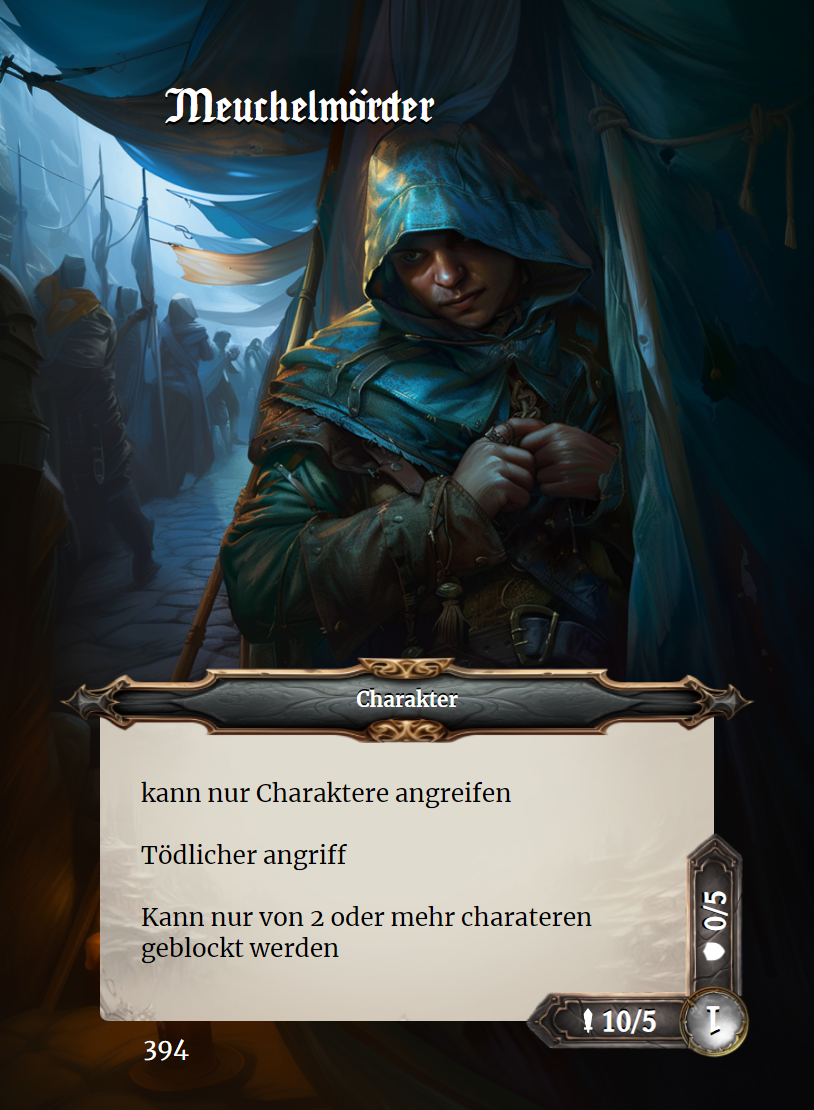 Meuchelmörder
Charakter
kann nur Charaktere angreifen
Tödlicher angriff
Kann nur von 2 oder mehr charateren
geblockt werden
0/5
10/5
1
394